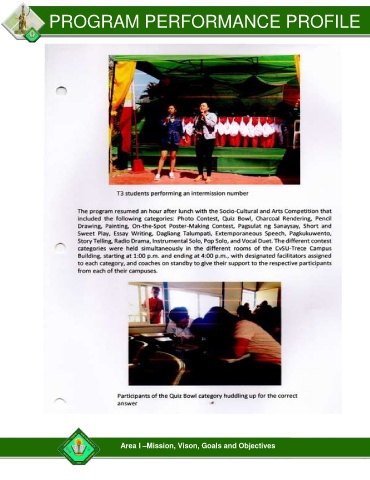 PROGRAM PERFORMANCE PROFILE
T3 students performing an intermission number
The program resumed an hour after lunch with the Socio-Cultural and Arts Competition that
included the following categories: Photo Contest, Quiz Bowl, Charcoal Rendering, Pencil
Drawing, Painting, On-the-Spot Poster-Making Contest, Pagsulat ng Sanaysay, Short and
Sweet Play, Essay Writing, Dagliang Talumpati, Extemporaneous Speech, Pagkukuwento,
Story Telling, Radio Drama, Instrumental Solo, Pop Solo, and Vocal Duet. The different contest
categories were held simultaneously in the different rooms of the CvSU-Trece Campus
Building, starting at 1:00 p.m. and ending at 4:00 p.m., with designated facilitators assigned
to each category, and coaches on standby to give their support to the respective participants
from each of their campuses.
Participants of the Quiz Bowl category huddling up for the correct
answer
Area I –Mission, Vison, Goals and Objectives